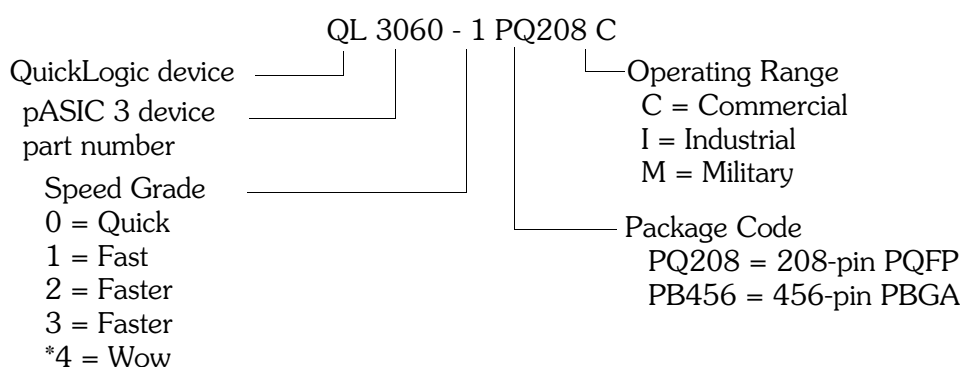 QL 3060 - 1 PQ208 C
QuickLogic device
pASIC 3 device
part number
Speed Grade
0 = Quick
1 = Fast
2 = Faster
3 = Faster
*4 = Wow
Operating Range
C = Commercial
I = Industrial
M = Military
Package Code
PQ208 = 208-pin PQFP
PB456 = 456-pin PBGA